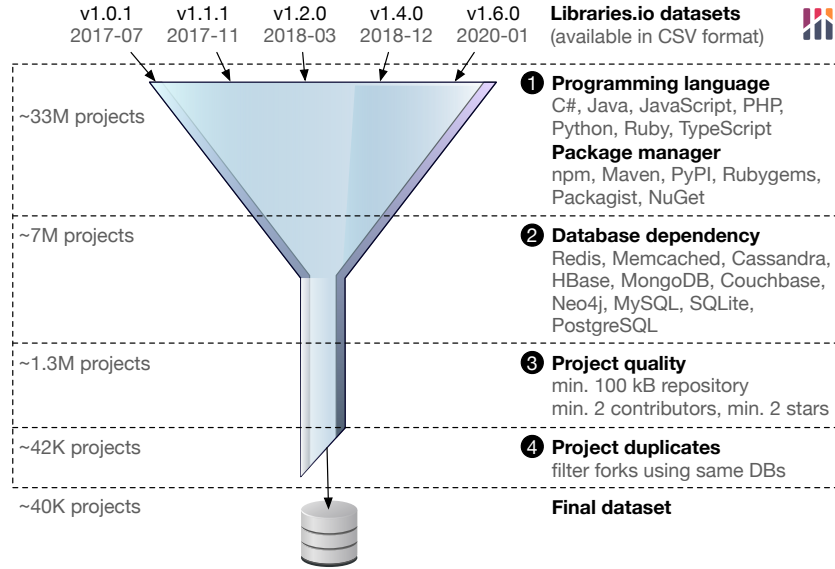 v1.0.1 v1.1.1 v1.2.0 v1.4.0 v1.6.0 Libraries.io datasets
2017-07 2017-11 2018-03 2018-12 2020-01 (available in CSV format)
~33M projects
1 Programming language
C#, Java, JavaScript, PHP,
Python, Ruby, TypeScript
Package manager
npm, Maven, PyPI, Rubygems,
Packagist, NuGet
~7M projects
2 Database dependency
Redis, Memcached, Cassandra,
HBase, MongoDB, Couchbase,
Neo4j, MySQL, SQLite,
PostgreSQL
~1.3M projects
3 Project quality
min. 100 kB repository
min. 2 contributors, min. 2 stars
~42K projects
4 Project duplicates
filter forks using same DBs
~40K projects
Final dataset